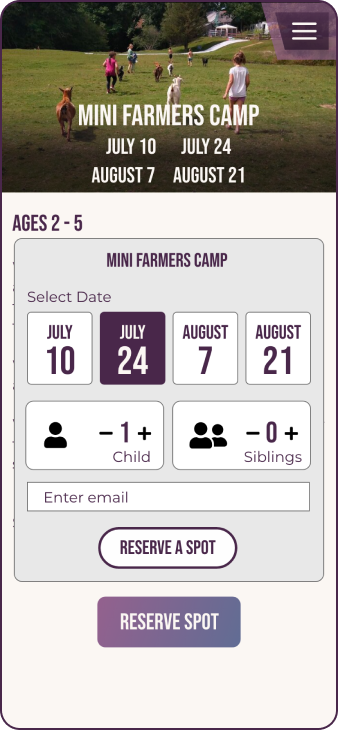 MINI FARMERS CAMP
JULY 10 JULY 24
AUGUST 7 AUGUST 21
AGES 2 - 5
MINI FARMERS CAMP
Select Date
JULY JULY AUGUST AUGUST
10 24 7 21
− 1 + − 0 +
Child Siblings
Enter email
RESERVE A SPOT
RESERVE SPOT